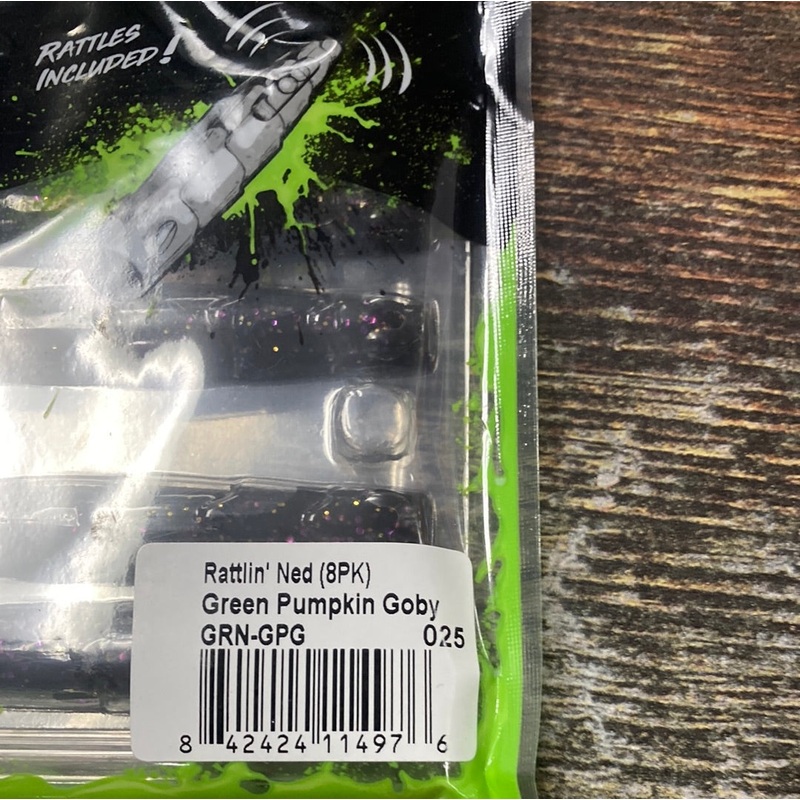 RATTLES
INCLUDED!
Rattlin' Ned (8PK)
Green Pumpkin Goby
GRN-GPG 025
8 42424 11497 6